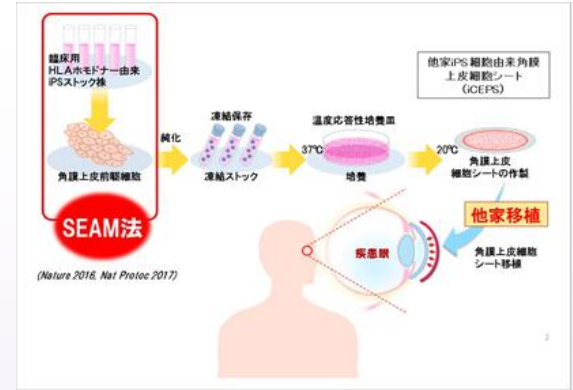 臨床用
HLAホモドナー由来
iPSストック株
角膜上皮前駆細胞
SEAM法
(Nature 2016, Nat Protoc 2017)
純化
凍結保存
凍結ストック
温度応答性培養皿
37℃
培養
20℃
他家iPS細胞由来角膜
上皮細胞シート
(iCEPS)
角膜上皮
細胞シートの作製
他家移植
角膜上皮細胞
シート移植
疾患眼
2